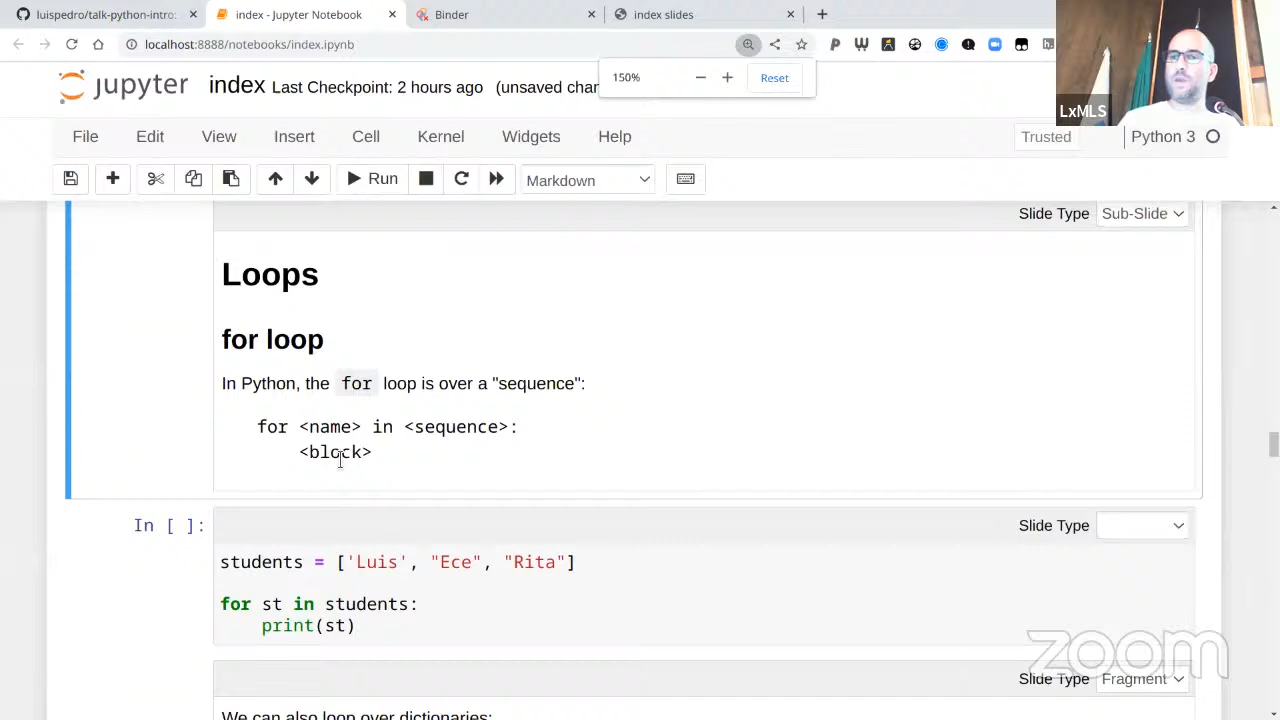 luispedro/talk-python-intro:
index - Jupyter Notebook
Binder
index slides
localhost:8888/notebooks/index.ipynb
150%
Reset
jupyter index Last Checkpoint: 2 hours ago (unsaved chan
LxMLS
File Edit View Insert Cell Kernel Widgets Help
Trusted
Python 3
Run
Markdown
Slide Type Sub-Slide
Loops
for loop
In Python, the for loop is over a "sequence":
for <name> in <sequence>:
<block>
In [ ]:
Slide Type
students = ['Luis', "Ece", "Rita"]
for st in students:
print(st)
zoom
Slide Type Fragment
We can also loop over dictionaries: